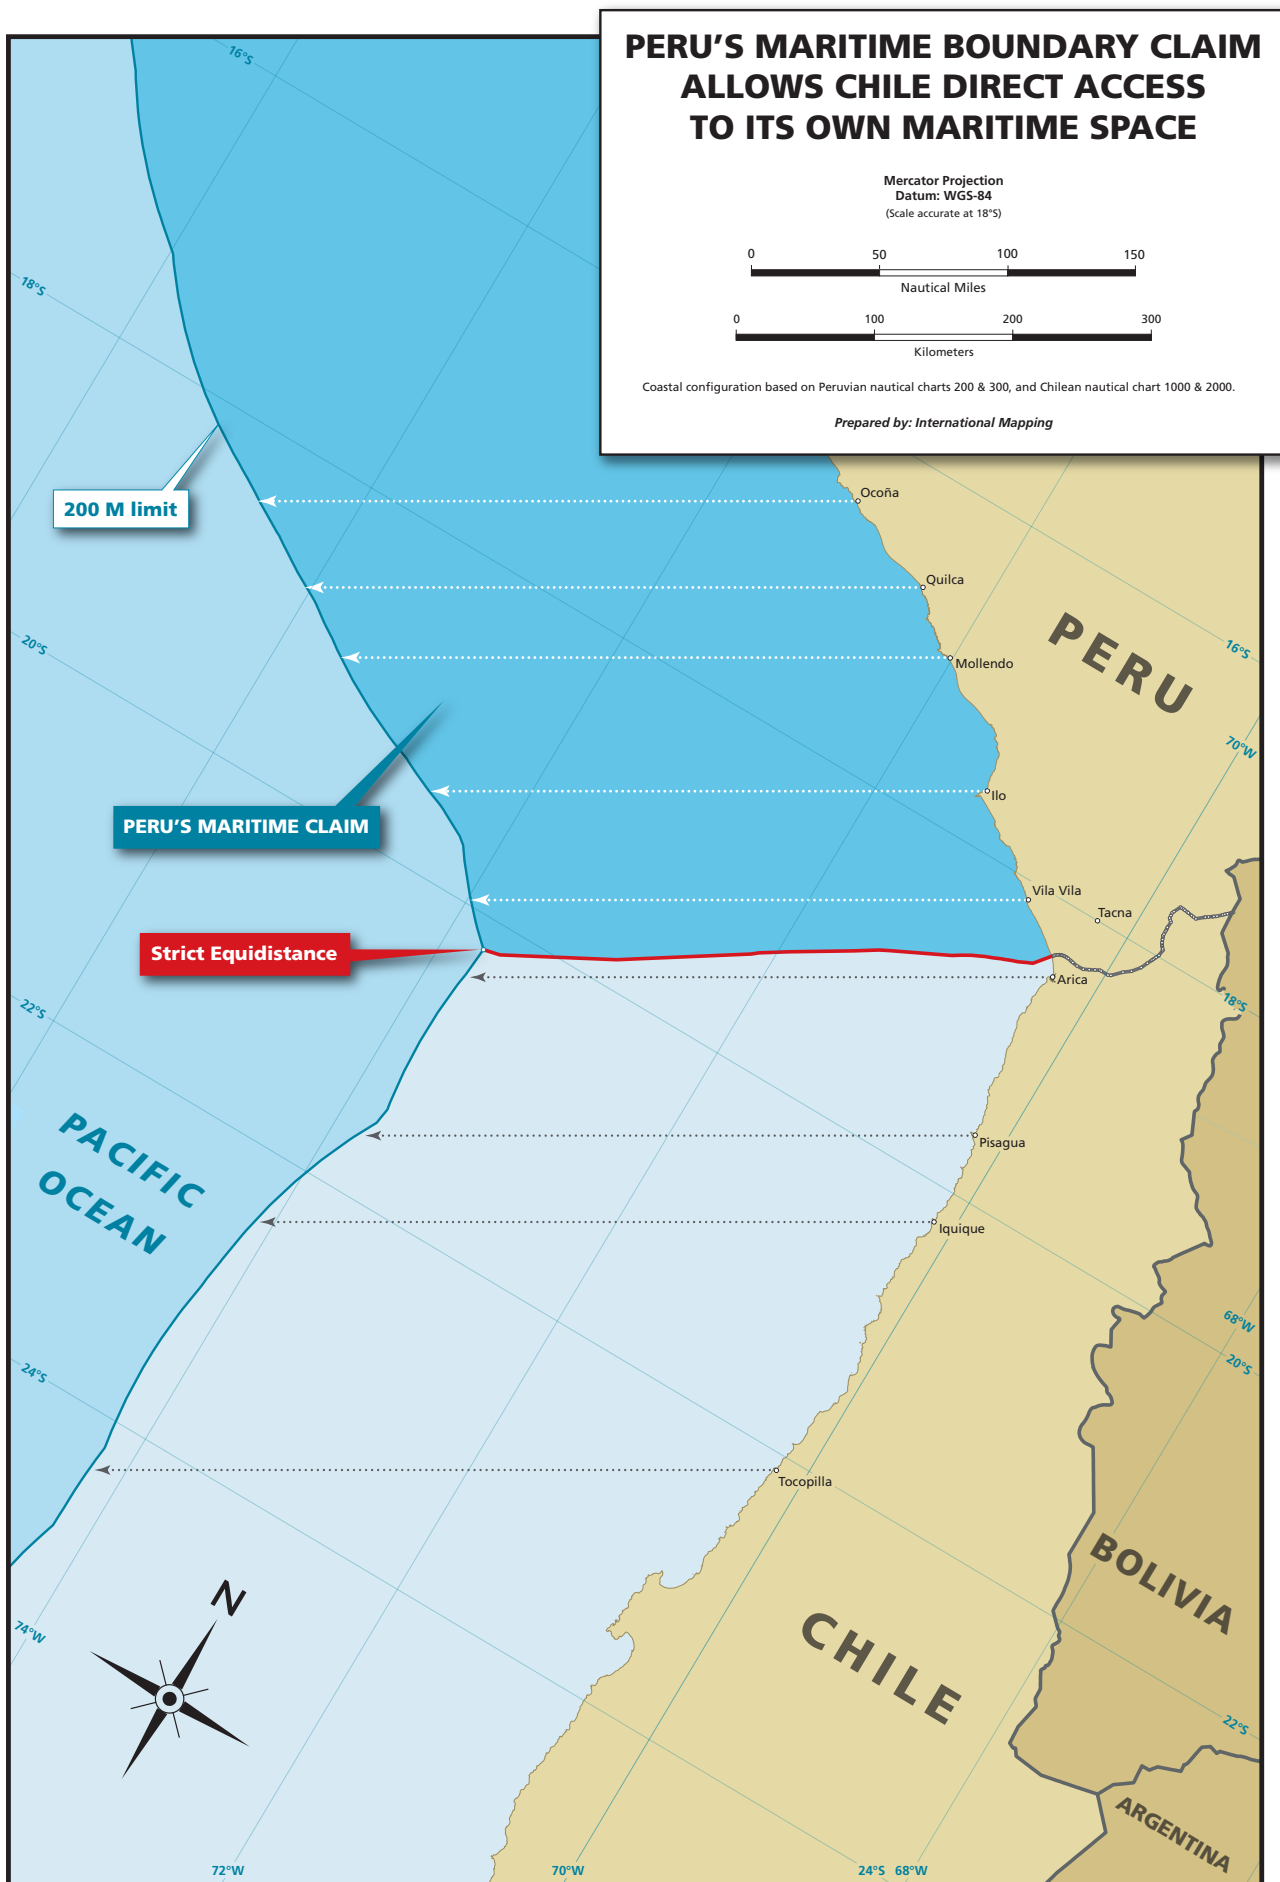 PERU'S MARITIME BOUNDARY CLAIM
ALLOWS CHILE DIRECT ACCESS
TO ITS OWN MARITIME SPACE
Mercator Projection
Datum: WGS-84
(Scale accurate at 18°S)
0 50 100 150
Nautical Miles
0 100 200 300
Kilometers
Coastal configuration based on Peruvian nautical charts 200 & 300, and Chilean nautical chart 1000 & 2000.
Prepared by: International Mapping
16°S
18°S
200 M limit
Ocoña
Quilca
PERU
20°S
16°S
Mollendo
70°W
Ilo
PERU'S MARITIME CLAIM
Vila Vila
Tacna
Strict Equidistance
Arica
18°S
22°S
PACIFIC
OCEAN
Pisagua
Iquique
68°W
20°S
24°S
Tocopilla
BOLIVIA
N
74°W
CHILE
22°S
ARGENTINA
72°W
70°W
24°S
68°W